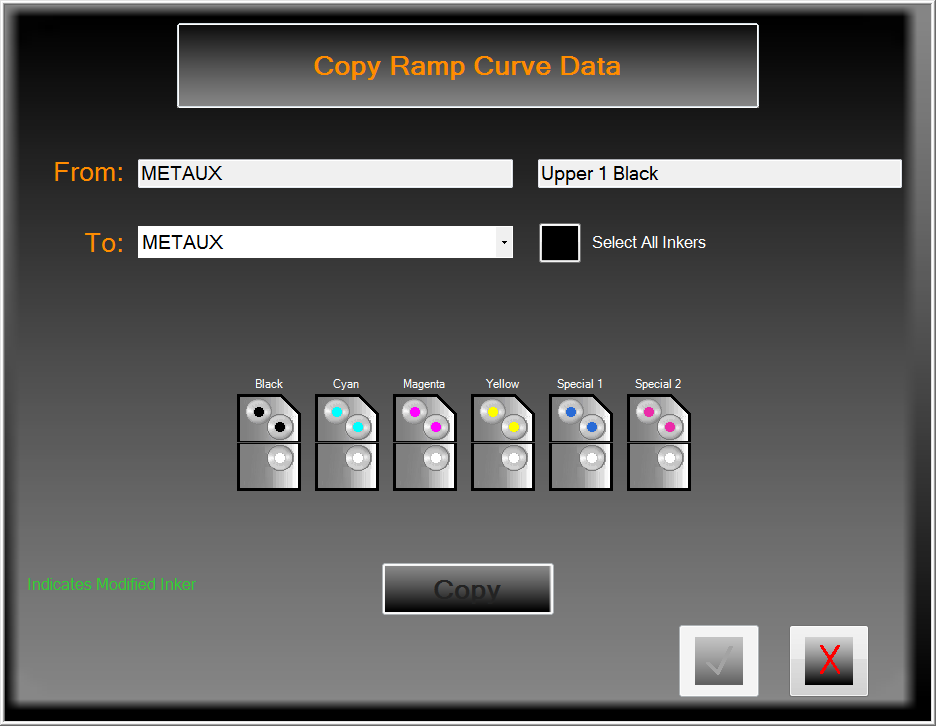 Copy Ramp Curve Data
From: METAUX Upper 1 Black
To: METAUX Select All Inkers
Black Cyan Magenta Yellow Special 1 Special 2
Indicates Modified Inker
Copy
X